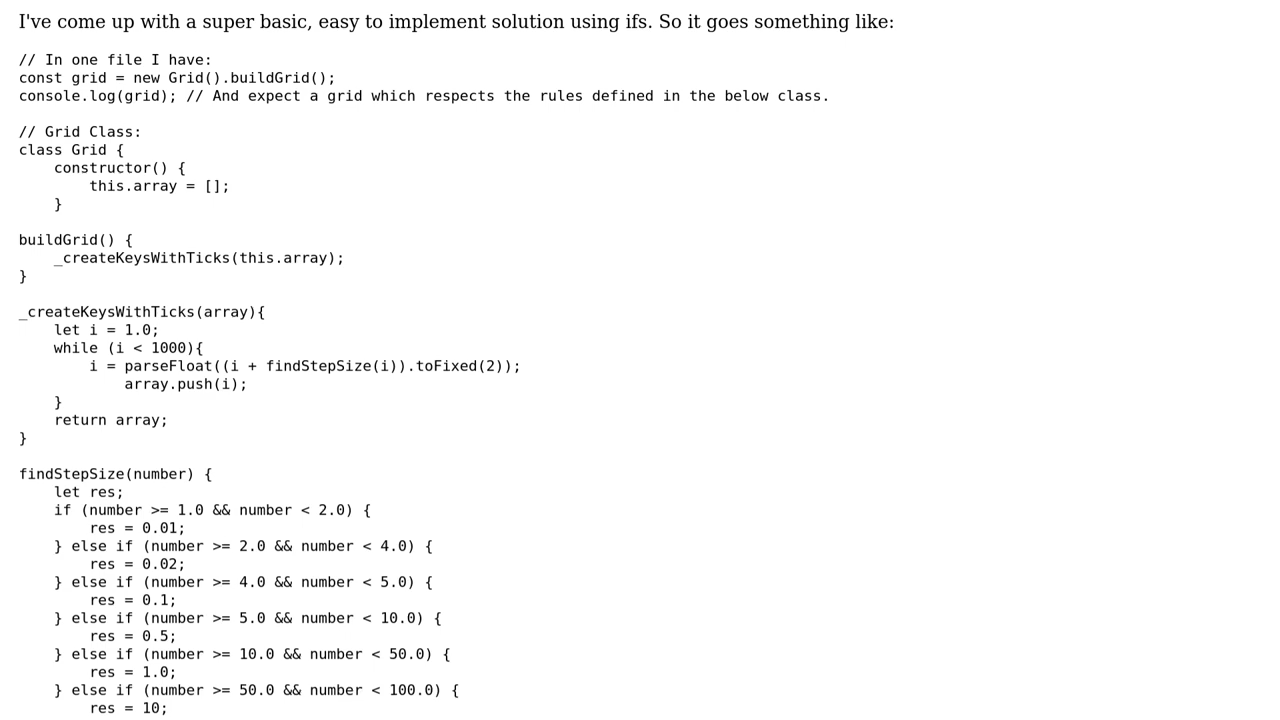 I've come up with a super basic, easy to implement solution using ifs. So it goes something like:
// In one file I have:
const grid = new Grid().buildGrid();
console.log(grid); // And expect a grid which respects the rules defined in the below class.
// Grid Class:
class Grid {
    constructor() {
        this.array = [];
    }
buildGrid() {
    _createKeysWithTicks(this.array);
}
_createKeysWithTicks(array){
    let i = 1.0;
    while (i < 1000){
        i = parseFloat((i + findStepSize(i)).toFixed(2));
            array.push(i);
    }
    return array;
}
findStepSize(number) {
    let res;
    if (number >= 1.0 && number < 2.0) {
        res = 0.01;
    } else if (number >= 2.0 && number < 4.0) {
        res = 0.02;
    } else if (number >= 4.0 && number < 5.0) {
        res = 0.1;
    } else if (number >= 5.0 && number < 10.0) {
        res = 0.5;
    } else if (number >= 10.0 && number < 50.0) {
        res = 1.0;
    } else if (number >= 50.0 && number < 100.0) {
        res = 10;